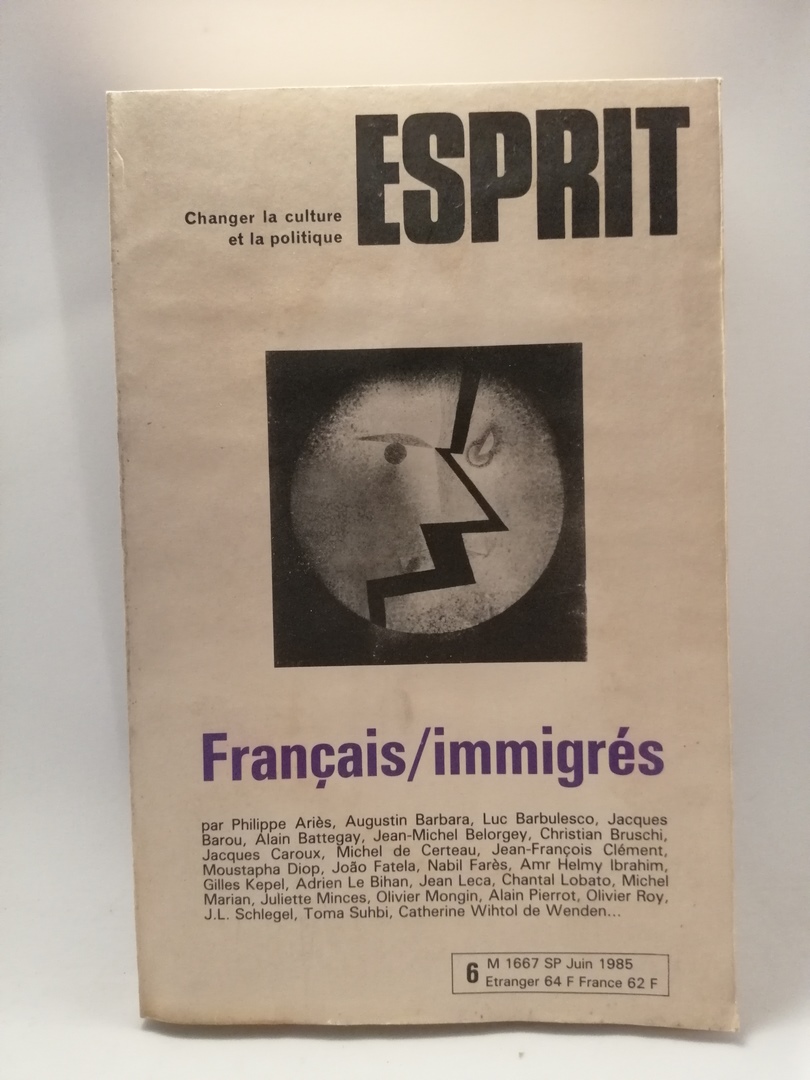 ESPRIT
Changer la culture
et la politique
Français/immigrés
par Philippe Ariès, Augustin Barbara, Luc Barbulesco, Jacques
Barou, Alain Battegay, Jean-Michel Belorgey, Christian Bruschi,
Jacques Caroux, Michel de Certeau, Jean-François Clément,
Moustapha Diop, João Fatela, Nabil Farès, Amr Helmy Ibrahim,
Gilles Kepel, Adrien Le Bihan, Jean Leca, Chantal Lobato, Michel
Marian, Juliette Minces, Olivier Mongin, Alain Pierrot, Olivier Roy,
J.L. Schlegel, Toma Suhbi, Catherine Wihtol de Wenden...
6 M 1667 SP Juin 1985
Etranger 64 F France 62 F